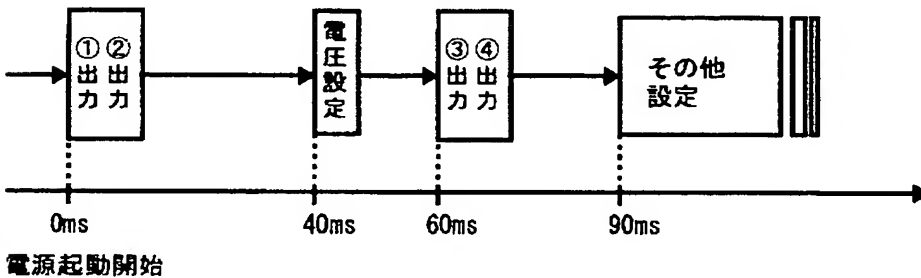 ①出力
②出力
電圧設定
③出力
④出力
その他
設定
0ms
40ms
60ms
90ms
電源起動開始